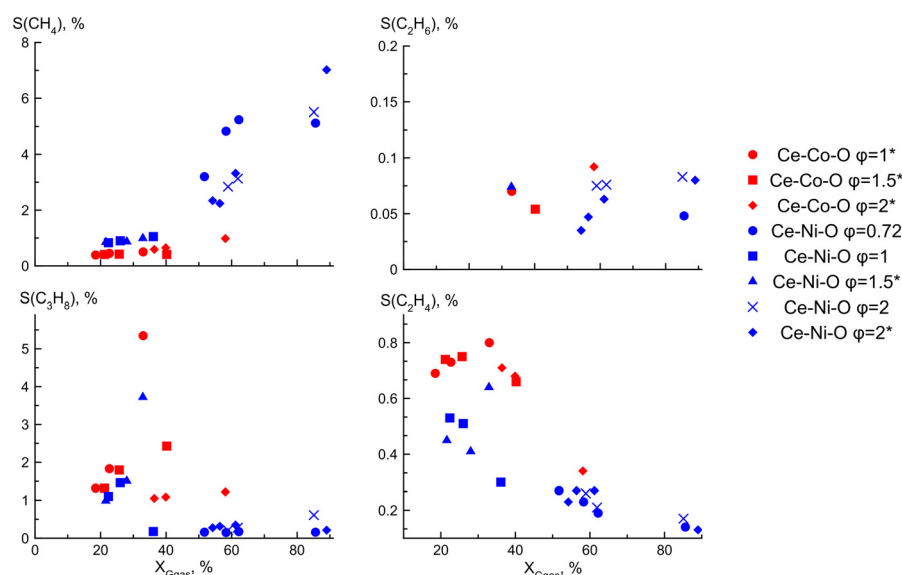 S(CH4), %
8
6
4
2
0
S(C2H6), %
0.2
0.15
0.1
0.05
0
Ce-Co-O φ=1*
Ce-Co-O φ=1.5*
Ce-Co-O φ=2*
Ce-Ni-O φ=0.72
Ce-Ni-O φ=1
Ce-Ni-O φ=1.5*
Ce-Ni-O φ=2
Ce-Ni-O φ=2*
S(C3H8), %
5
4
3
2
1
0
0 20 40 60 80
XGgas, %
S(C2H4), %
0.8
0.6
0.4
0.2
20 40 60 80
XGgas, %